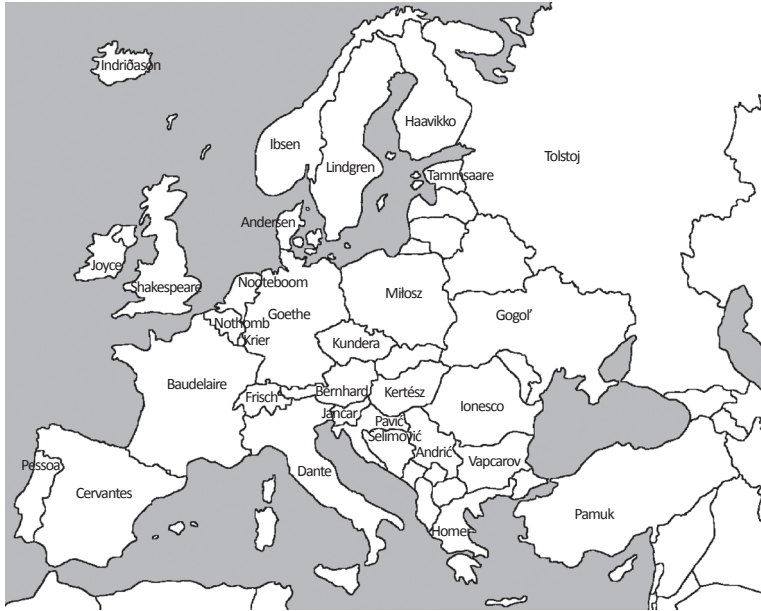 Indriðason
Haavikko
Ibsen
Tolstoj
Lindgren
Tammsaare
Andersen
Joyce
Nooteboom
Shakespeare
Miłosz
Goethe
Gogol'
Nothomb
Krier
Kundera
Baudelaire
Bernhard
Kertész
Frisch
Ionesco
Jančar
Pavić
Selimović
Andrić
Vapcarov
Pessoa
Dante
Cervantes
Pamuk
Homer